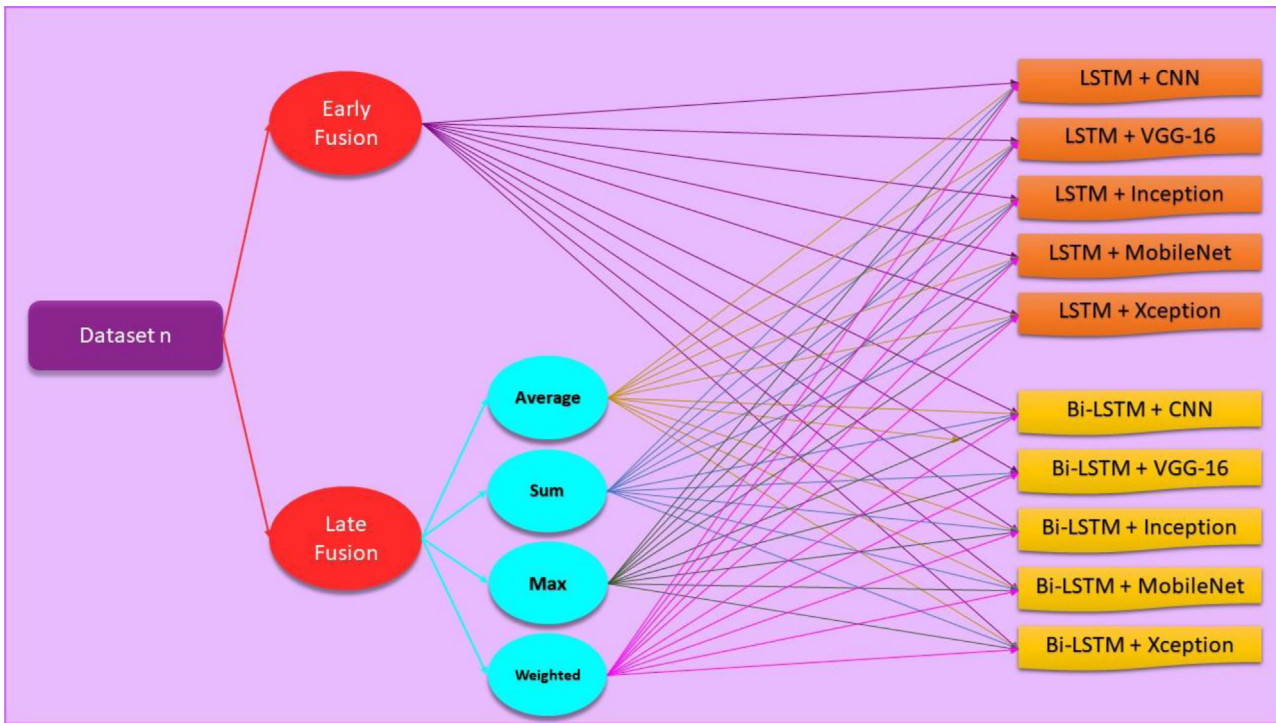 Dataset n
Early
Fusion
Late
Fusion
Average
Sum
Max
Weighted
LSTM + CNN
LSTM + VGG-16
LSTM + Inception
LSTM + MobileNet
LSTM + Xception
Bi-LSTM + CNN
Bi-LSTM + VGG-16
Bi-LSTM + Inception
Bi-LSTM + MobileNet
Bi-LSTM + Xception